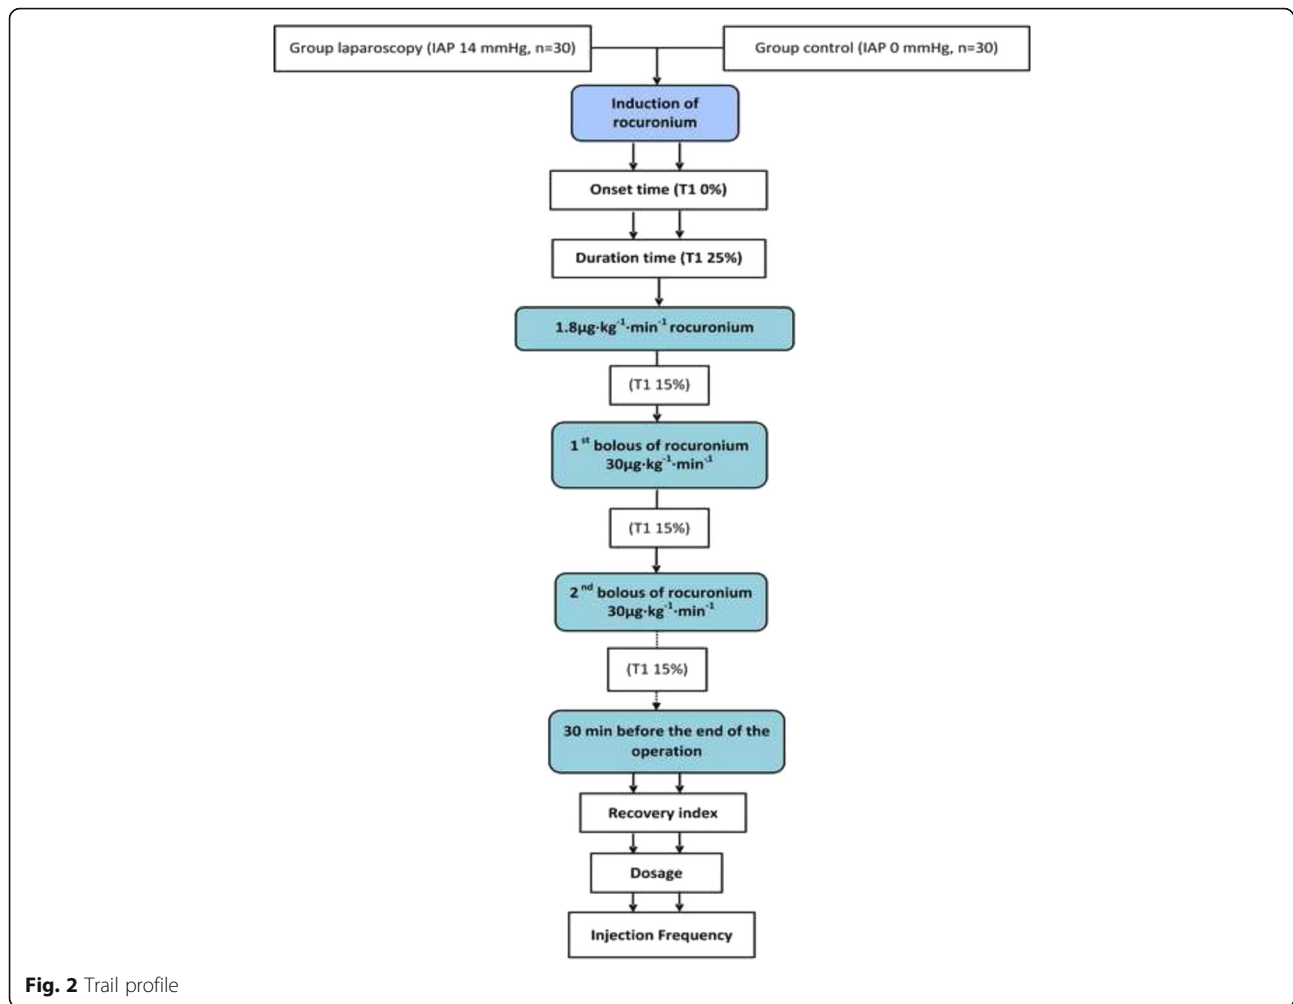 Group laparoscopy (IAP 14 mmHg, n=30)
Group control (IAP 0 mmHg, n=30)
Induction of
rocuronium
Onset time (T1 0%)
Duration time (T1 25%)
1.8µg·kg⁻¹·min⁻¹ rocuronium
(T1 15%)
1ˢᵗ bolous of rocuronium
30µg·kg⁻¹·min⁻¹
(T1 15%)
2ⁿᵈ bolous of rocuronium
30µg·kg⁻¹·min⁻¹
(T1 15%)
30 min before the end of the
operation
Recovery index
Dosage
Injection Frequency
Fig. 2 Trail profile